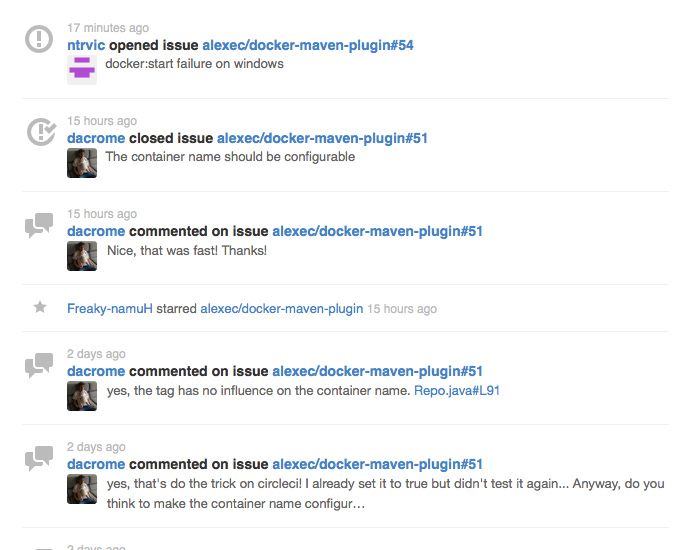 17 minutes ago
ntrvic opened issue alexec/docker-maven-plugin#54
docker:start failure on windows
15 hours ago
dacrome closed issue alexec/docker-maven-plugin#51
The container name should be configurable
15 hours ago
dacrome commented on issue alexec/docker-maven-plugin#51
Nice, that was fast! Thanks!
Freaky-namuH starred alexec/docker-maven-plugin 15 hours ago
2 days ago
dacrome commented on issue alexec/docker-maven-plugin#51
yes, the tag has no influence on the container name. Repo.java#L91
2 days ago
dacrome commented on issue alexec/docker-maven-plugin#51
yes, that's do the trick on circleci! I already set it to true but didn't test it again... Anyway, do you
think to make the container name configur…
2 days ago